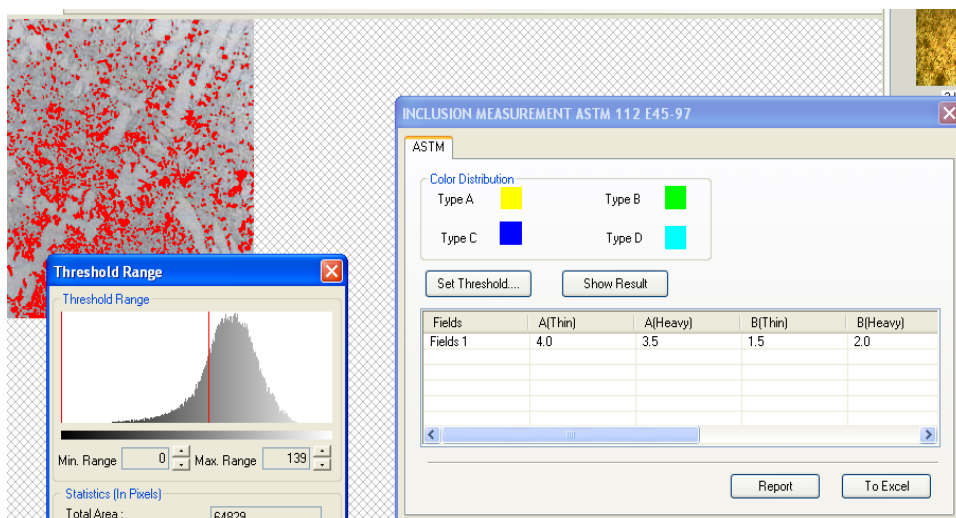 INCLUSION MEASUREMENT ASTM 112 E45-97
ASTM
Color Distribution
Type A
Type B
Type C
Type D
Set Threshold....
Show Result
Fields A(Thin) A(Heavy) B(Thin) B(Heavy)
Fields 1 4.0 3.5 1.5 2.0
Report
To Excel
Threshold Range
Threshold Range
Min. Range 0 Max. Range 139
Statistics (In Pixels)
Total Area : 64829